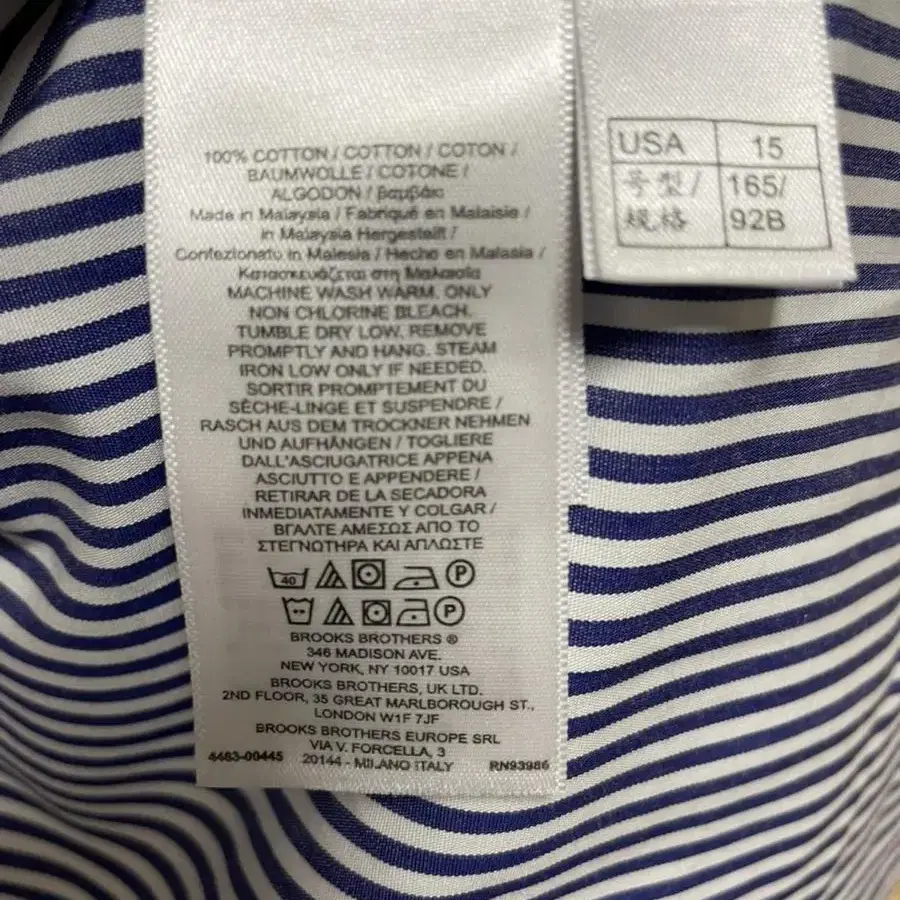 100% COTTON / COTTON / COTON /
BAUMWOLLE / COTONE /
ALGODON / βαμβάκι
Made in Malaysia / Fabriqué en Malaisie /
in Malaysia Hergestellt /
Confezionato in Malesia / Hecho en Malasia /
Κατασκευάζεται στη Μαλαισία
MACHINE WASH WARM. ONLY
NON CHLORINE BLEACH.
TUMBLE DRY LOW. REMOVE
PROMPTLY AND HANG. STEAM
IRON LOW ONLY IF NEEDED.
SORTIR PROMPTEMENT DU
SÈCHE-LINGE ET SUSPENDRE /
RASCH AUS DEM TROCKNER NEHMEN
UND AUFHÄNGEN / TOGLIERE
DALL'ASCIUGATRICE APPENA
ASCIUTTO E APPENDERE /
RETIRAR DE LA SECADORA
INMEDIATAMENTE Y COLGAR /
ΒΓΑΛΤΕ ΑΜΕΣΩΣ ΑΠΟ ΤΟ
ΣΤΕΓΝΩΤΗΡΑ ΚΑΙ ΑΠΛΩΣΤΕ
40 P
P
BROOKS BROTHERS ®
346 MADISON AVE.
NEW YORK, NY 10017 USA
BROOKS BROTHERS, UK LTD.
2ND FLOOR, 35 GREAT MARLBOROUGH ST.,
LONDON W1F 7JF
BROOKS BROTHERS EUROPE SRL
VIA V. FORCELLA, 3
4463-00445 20144 - MILANO ITALY RN93986
USA 15
号型/ 165/
规格 92B